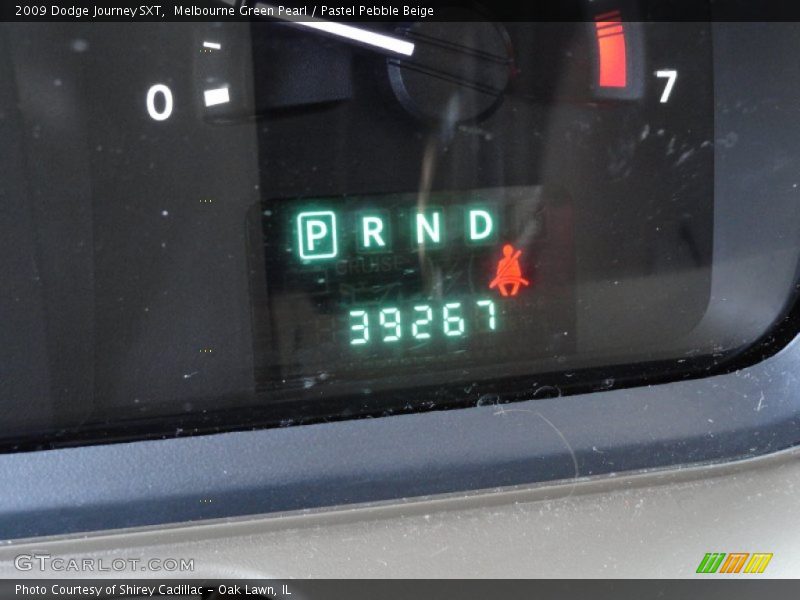 2009 Dodge Journey SXT,  Melbourne Green Pearl / Pastel Pebble Beige
0
7
P R N D
CRUISE
39267
GTCARLOT.COM
Photo Courtesy of Shirey Cadillac - Oak Lawn, IL